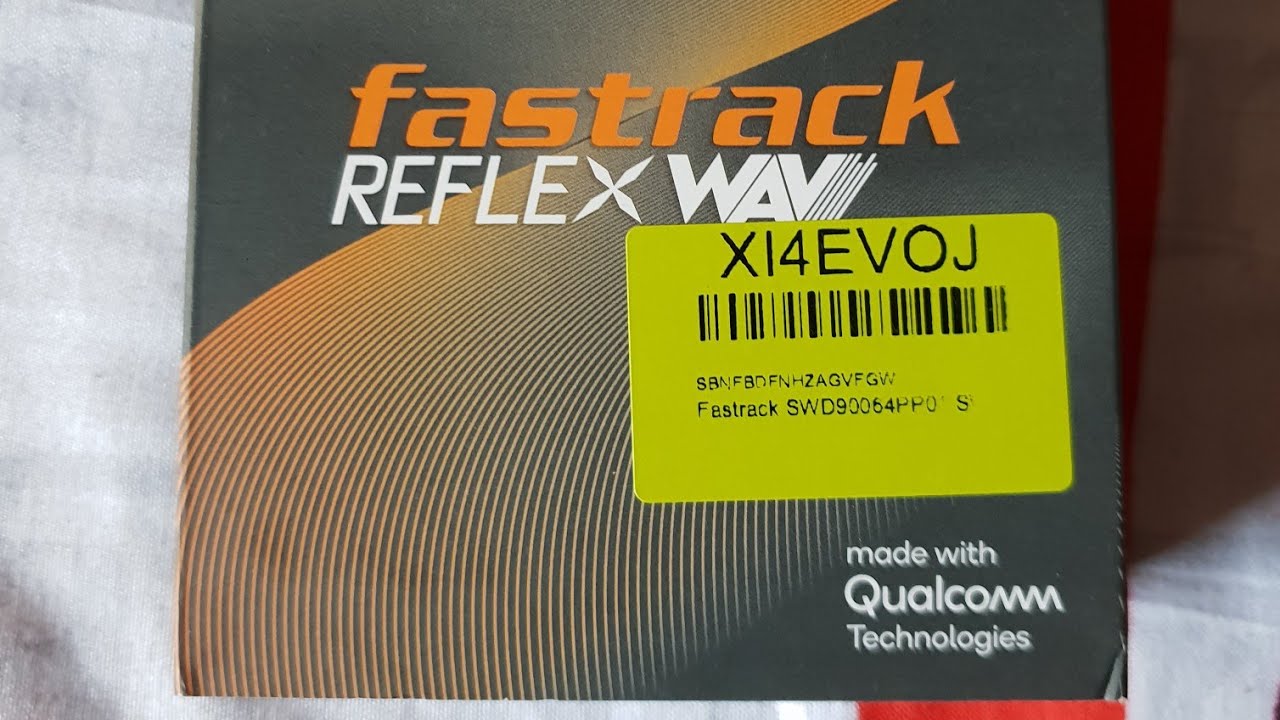 fastrack
REFLEX WAV
XI4EVOJ
SBNFBDFNHZAGVFGW
Fastrack SWD90064PP01 S
made with
Qualcomm
Technologies